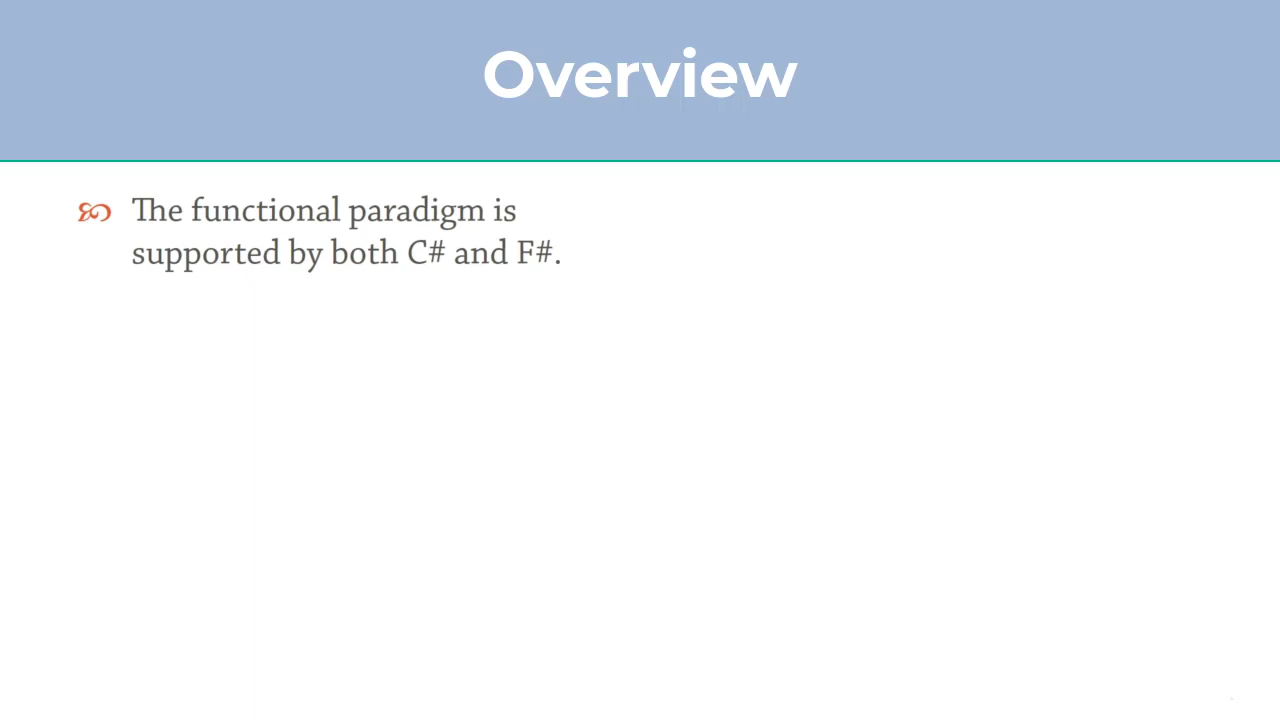 Overview
The functional paradigm is
supported by both C# and F#.